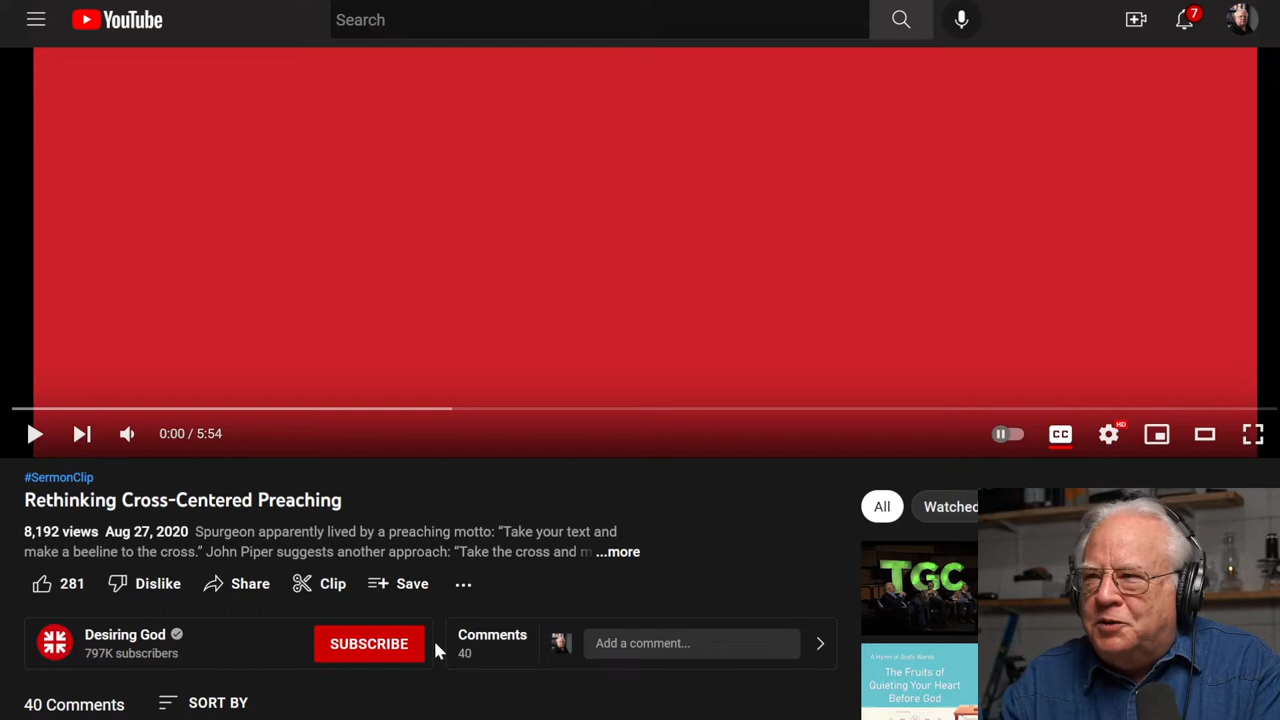 YouTube
Search
7
0:00 / 5:54
CC
HD
#SermonClip
Rethinking Cross-Centered Preaching
8,192 views Aug 27, 2020 Spurgeon apparently lived by a preaching motto: “Take your text and
make a beeline to the cross.” John Piper suggests another approach: “Take the cross and m ...more
281
Dislike
Share
Clip
Save
Desiring God
797K subscribers
SUBSCRIBE
Comments
40
Add a comment...
40 Comments
SORT BY
All
Watched
TGC
A Hymn of God's Words:
The Fruits of
Quieting Your Heart
Before God